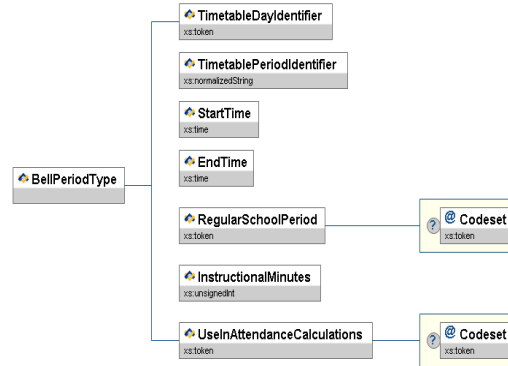 TimetableDayIdentifier
xs:token
TimetablePeriodIdentifier
xs:normalizedString
StartTime
xs:time
EndTime
xs:time
BellPeriodType
RegularSchoolPeriod
xs:token
? @ Codeset
xs:token
InstructionalMinutes
xs:unsignedInt
UseInAttendanceCalculations
xs:token
? @ Codeset
xs:token